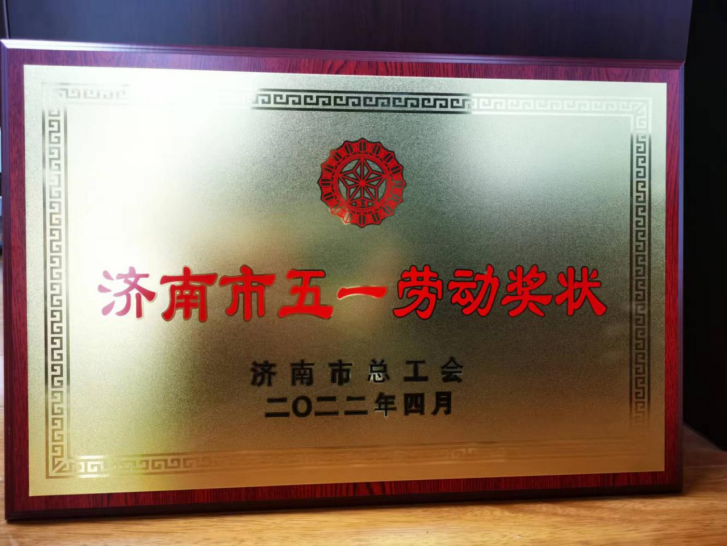 济南市五一劳动奖状
济南市总工会
二〇二二年四月